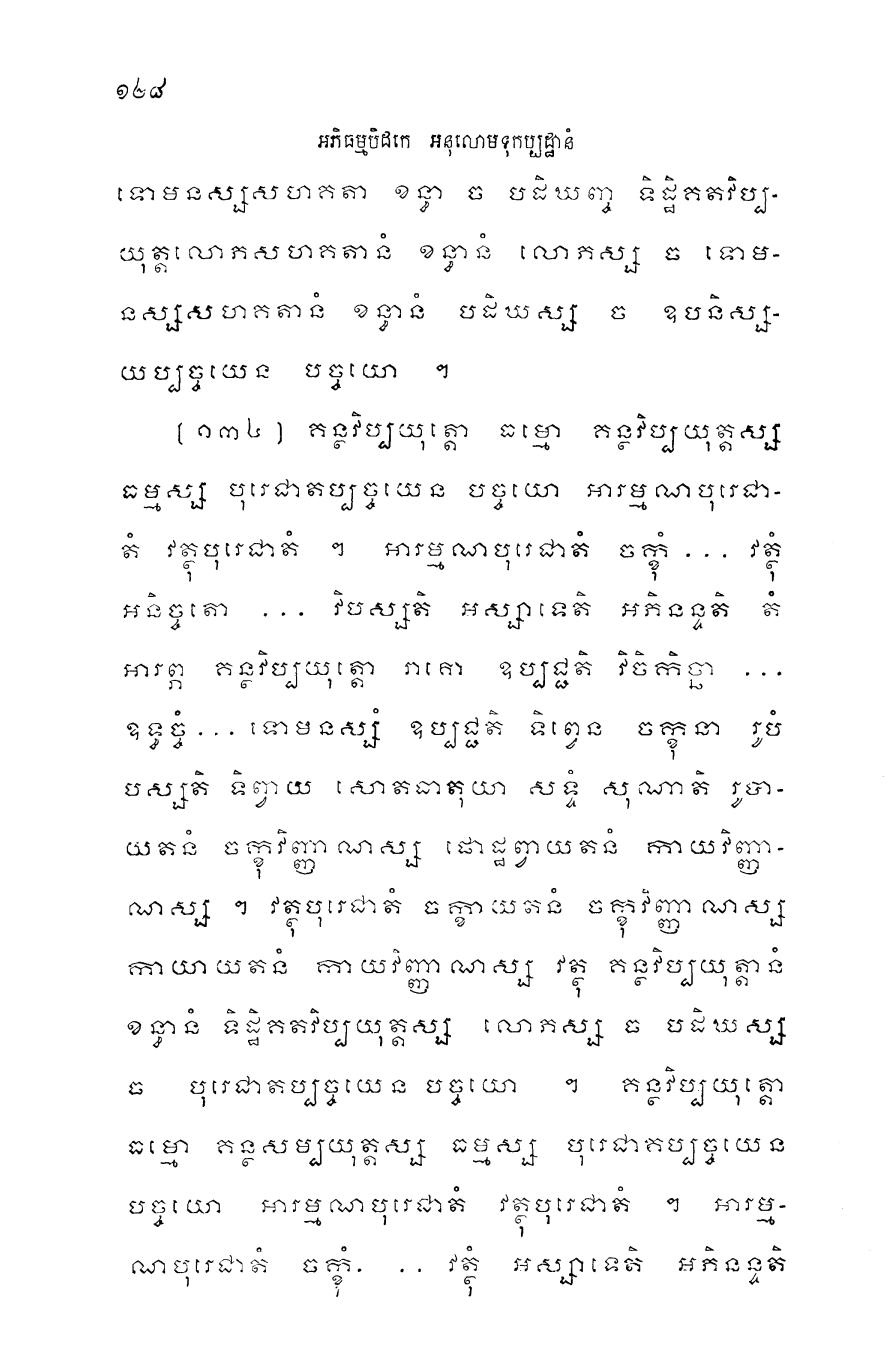 ១៤៨
អភិធម្មបិដកេ អនុលោមទុកប្បដ្ឋានំ
ទោមនស្សសហគតា ខន្ធា ច បដិឃញ្ច ទិដ្ឋិគតវិប្ប-
យុត្តលោភសហគតានំ ខន្ធានំ លោភស្ស ច ទោម-
នស្សសហគតានំ ខន្ធានំ បដិឃស្ស ច ឧបនិស្ស-
យប្បច្ចយេន បច្ចយោ ។
[១៣៤] គន្ថវិប្បយុត្តោ ធម្មោ គន្ថវិប្បយុត្តស្ស
ធម្មស្ស បុរេជាតប្បច្ចយេន បច្ចយោ អារម្មណបុរេជា-
តំ វត្ថុបុរេជាតំ ។ អារម្មណបុរេជាតំ ចក្ខុំ ... វត្ថុំ
អនិច្ចតោ ... វិបស្សតិ អស្សាទេតិ អភិនន្ទតិ តំ
អារព្ភ គន្ថវិប្បយុត្តោ រាគោ ឧប្បជ្ជតិ វិចិកិច្ឆា ...
ឧទ្ធច្ចំ ... ទោមនស្សំ ឧប្បជ្ជតិ ទិព្វេន ចក្ខុនា រូបំ
បស្សតិ ទិព្វាយ សោតធាតុយា សទ្ទំ សុណាតិ រូបា-
យតនំ ចក្ខុវិញ្ញាណស្ស ផោដ្ឋព្វាយតនំ កាយវិញ្ញា-
ណស្ស ។ វត្ថុបុរេជាតំ ចក្ខាយតនំ ចក្ខុវិញ្ញាណស្ស
កាយាយតនំ កាយវិញ្ញាណស្ស វត្ថុ គន្ថវិប្បយុត្តានំ
ខន្ធានំ ទិដ្ឋិគតវិប្បយុត្តស្ស លោភស្ស ច បដិឃស្ស
ច បុរេជាតប្បច្ចយេន បច្ចយោ ។ គន្ថវិប្បយុត្តោ
ធម្មោ គន្ថសម្បយុត្តស្ស ធម្មស្ស បុរេជាតប្បច្ចយេន
បច្ចយោ អារម្មណបុរេជាតំ វត្ថុបុរេជាតំ ។ អារម្ម-
ណបុរេជាតំ ចក្ខុំ. .. វត្ថុំ អស្សាទេតិ អភិនន្ទតិ